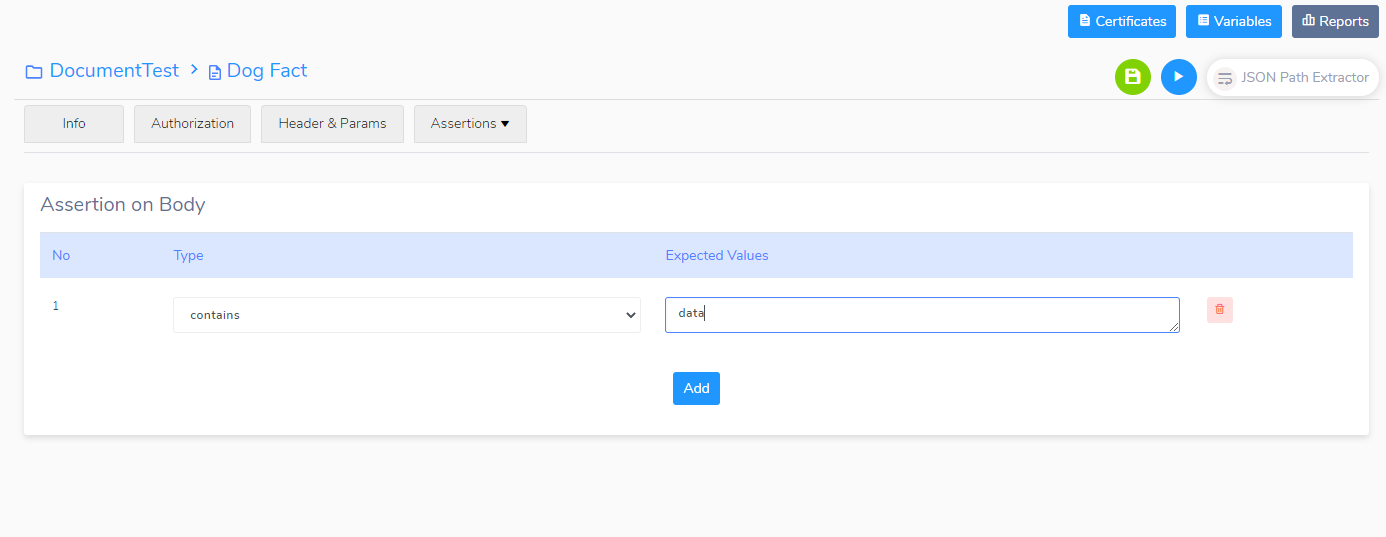 Certificates Variables Reports
DocumentTest > Dog Fact
JSON Path Extractor
Info Authorization Header & Params Assertions ▼
Assertion on Body
No Type Expected Values
1 contains data
Add